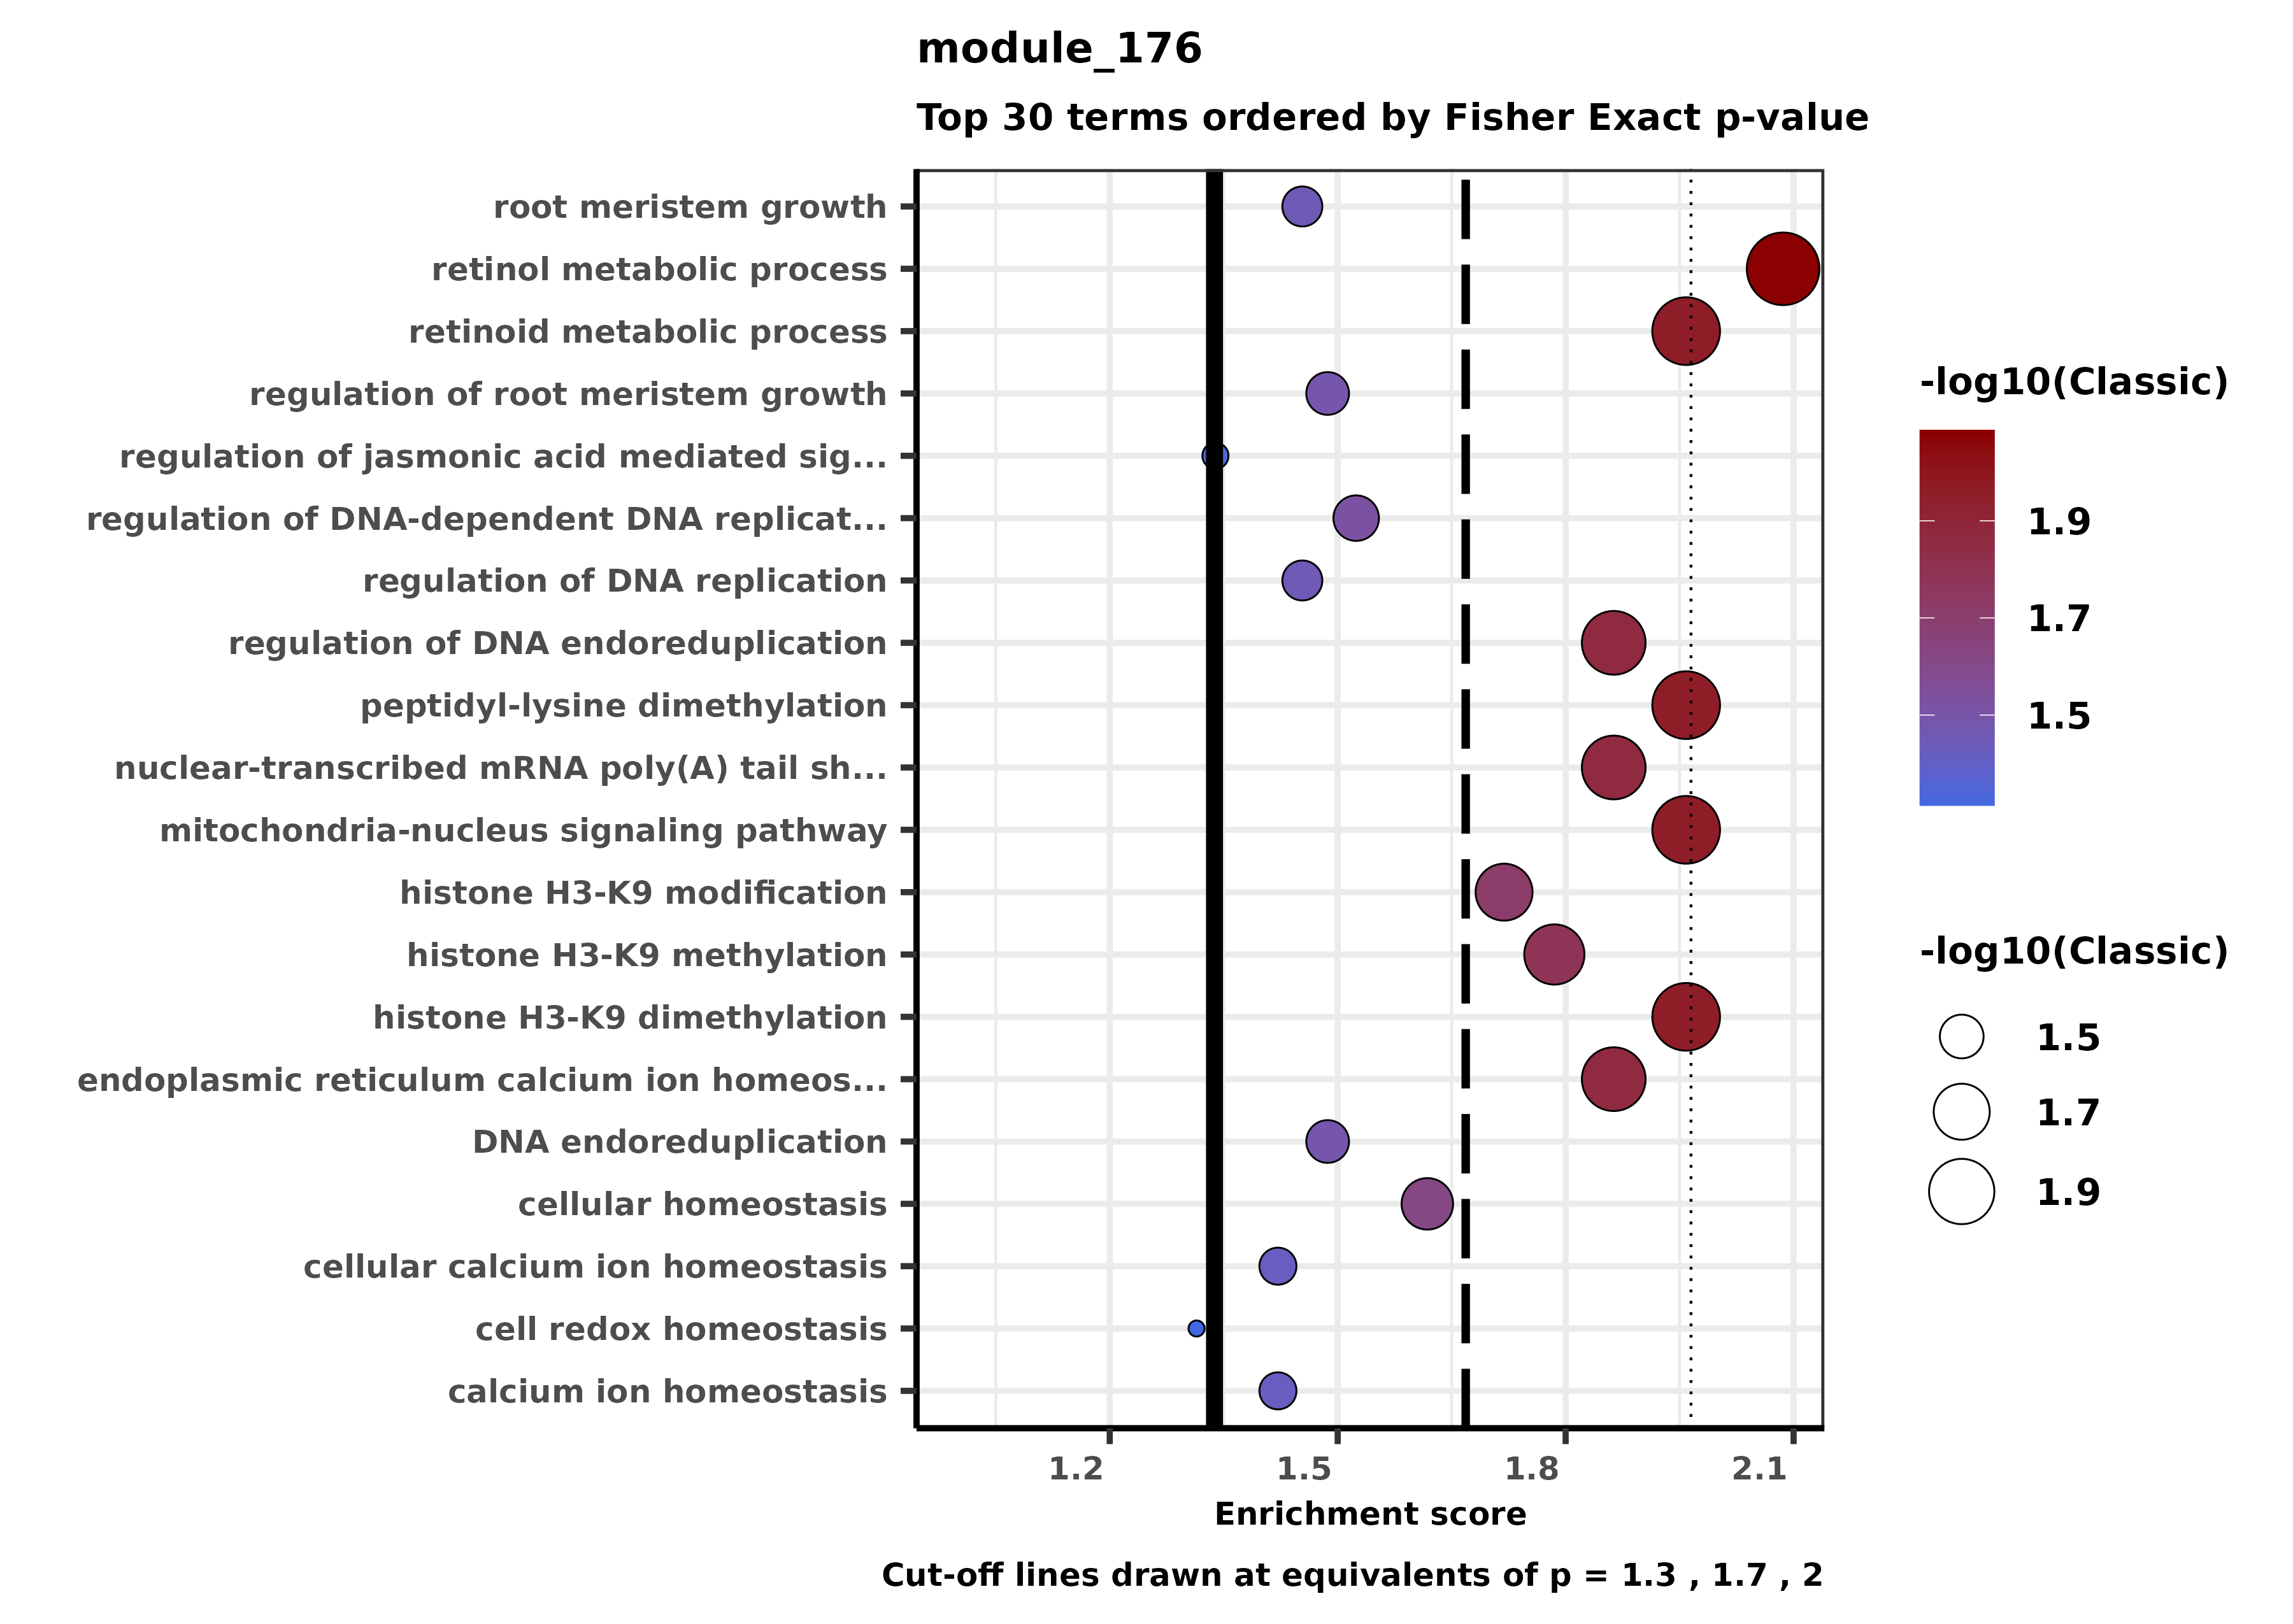 module_176
Top 30 terms ordered by Fisher Exact p-value
root meristem growth
retinol metabolic process
retinoid metabolic process
regulation of root meristem growth
regulation of jasmonic acid mediated sig...
regulation of DNA-dependent DNA replicat...
regulation of DNA replication
regulation of DNA endoreduplication
peptidyl-lysine dimethylation
nuclear-transcribed mRNA poly(A) tail sh...
mitochondria-nucleus signaling pathway
histone H3-K9 modification
histone H3-K9 methylation
histone H3-K9 dimethylation
endoplasmic reticulum calcium ion homeos...
DNA endoreduplication
cellular homeostasis
cellular calcium ion homeostasis
cell redox homeostasis
calcium ion homeostasis
1.2 1.5 1.8 2.1
Enrichment score
Cut-off lines drawn at equivalents of p = 1.3 , 1.7 , 2
-log10(Classic)
1.9
1.7
1.5
-log10(Classic)
1.5
1.7
1.9